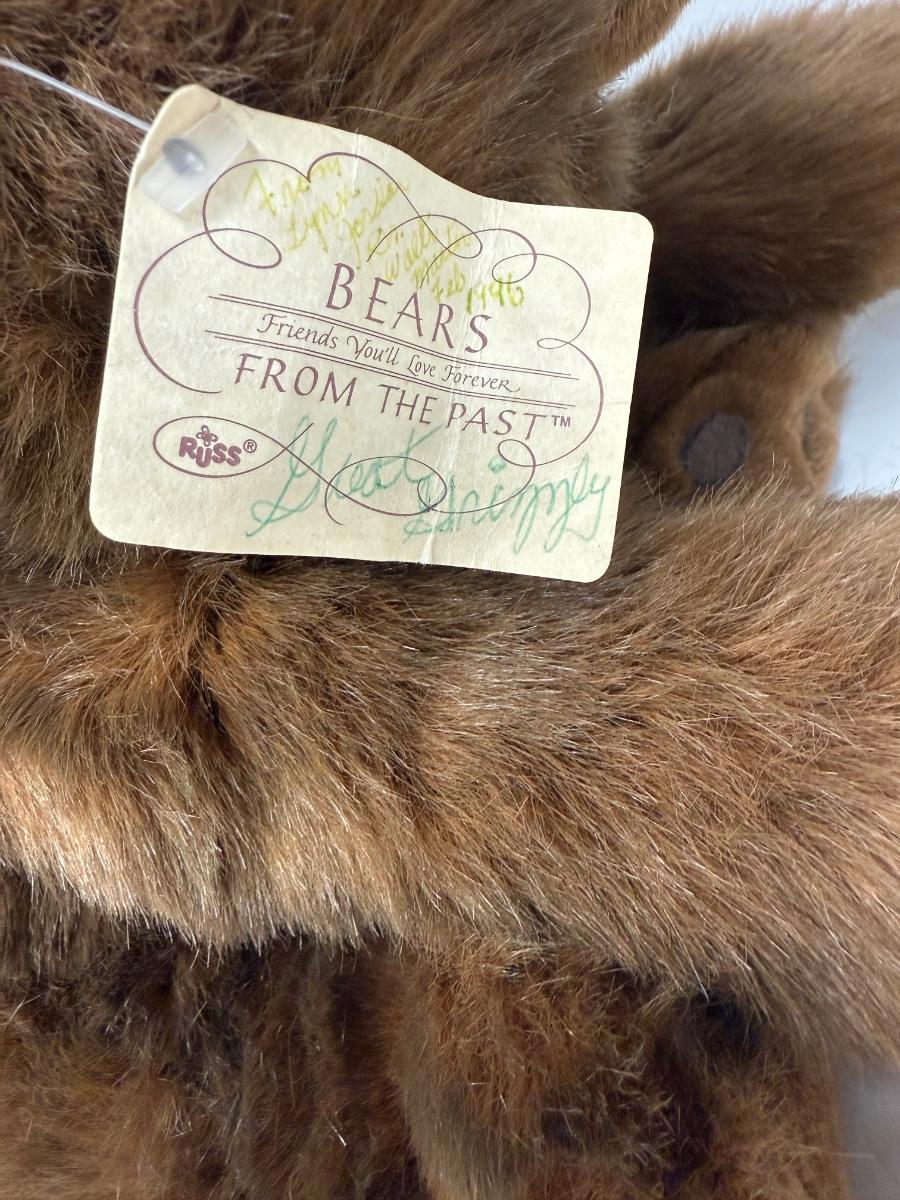 From
Lynn
Feb 1996
BEARS
Friends You'll Love Forever
FROM THE PAST™
RUSS®
Great Grizzly